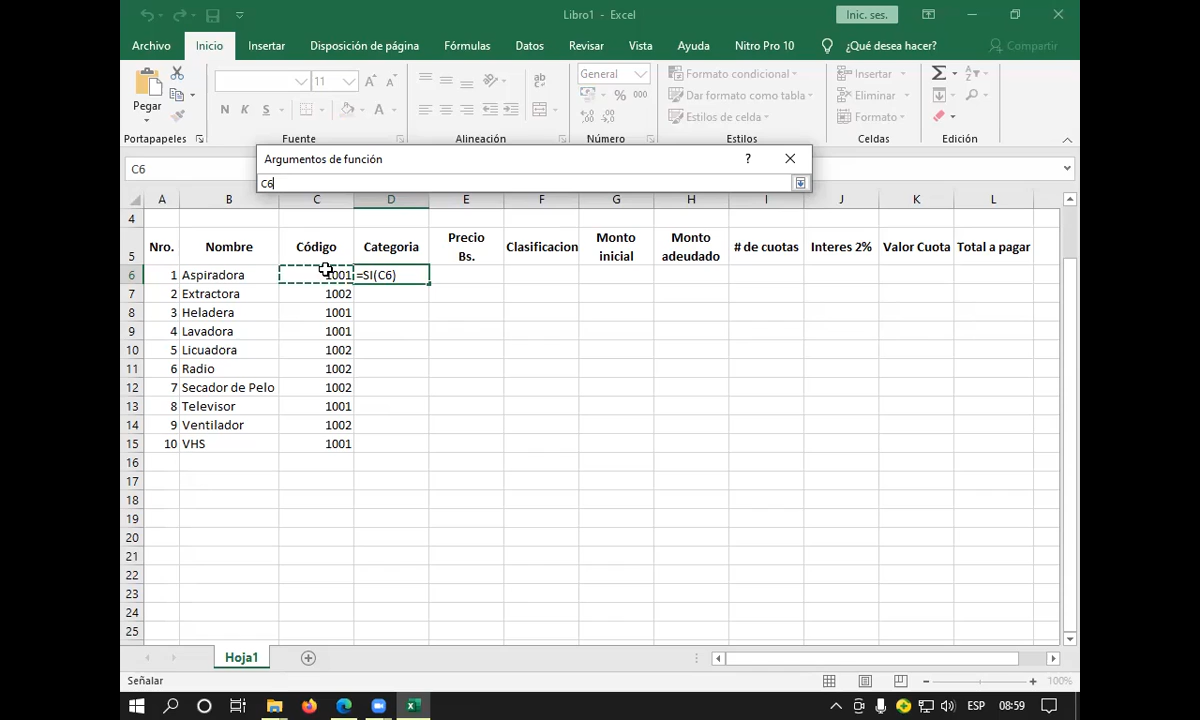 Libro1 - Excel
Inic. ses.
Archivo Inicio Insertar Disposición de página Fórmulas Datos Revisar Vista Ayuda Nitro Pro 10 ¿Qué desea hacer? Compartir
Pegar
11
N K S
General
% 000
Formato condicional
Dar formato como tabla
Estilos de celda
Insertar
Eliminar
Formato
Portapapeles Fuente Alineación Número Estilos Celdas Edición
Argumentos de función ? 
C6
C6
A B C D E F G H I J K L
4
5 Nro. Nombre Código Categoria Precio Bs. Clasificacion Monto inicial Monto adeudado # de cuotas Interes 2% Valor Cuota Total a pagar
6 1 Aspiradora 1001 =SI(C6)
7 2 Extractora 1002
8 3 Heladera 1001
9 4 Lavadora 1001
10 5 Licuadora 1002
11 6 Radio 1002
12 7 Secador de Pelo 1002
13 8 Televisor 1001
14 9 Ventilador 1002
15 10 VHS 1001
16
17
18
19
20
21
22
23
24
25
Hoja1
Señalar
100%
ESP 08:59